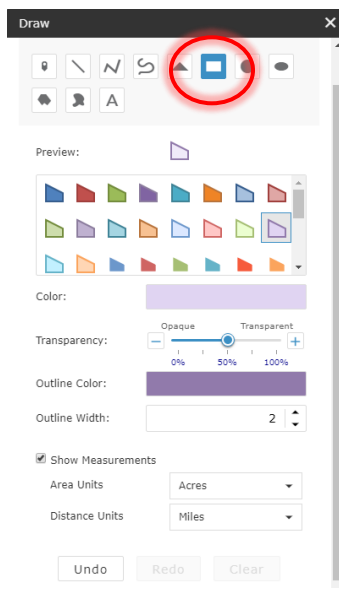 Draw
A
Preview:
Color:
Opaque Transparent
Transparency:
0% 50% 100%
Outline Color:
Outline Width: 2
Show Measurements
Area Units Acres
Distance Units Miles
Undo Redo Clear